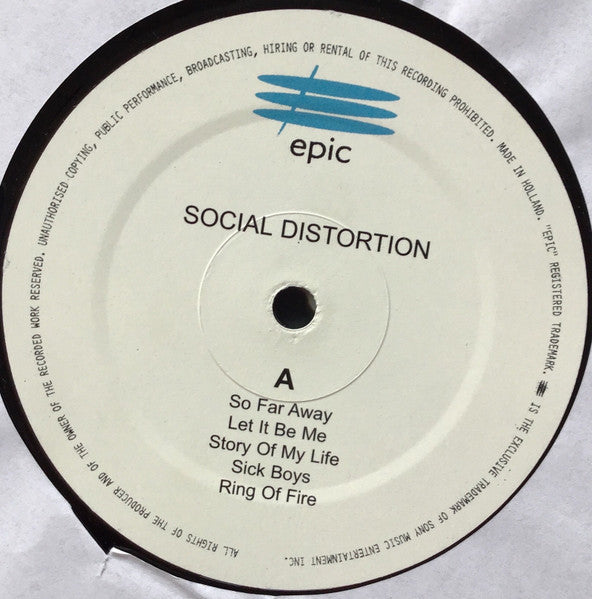 ALL RIGHTS OF THE PRODUCER AND OF THE OWNER OF THE RECORDED WORK RESERVED. UNAUTHORISED COPYING, PUBLIC PERFORMANCE, BROADCASTING, HIRING OR RENTAL OF THIS RECORDING PROHIBITED. MADE IN HOLLAND. "EPIC" REGISTERED TRADEMARK. IS THE EXCLUSIVE TRADEMARK OF SONY MUSIC ENTERTAINMENT INC.
epic
SOCIAL DISTORTION
A
So Far Away
Let It Be Me
Story Of My Life
Sick Boys
Ring Of Fire